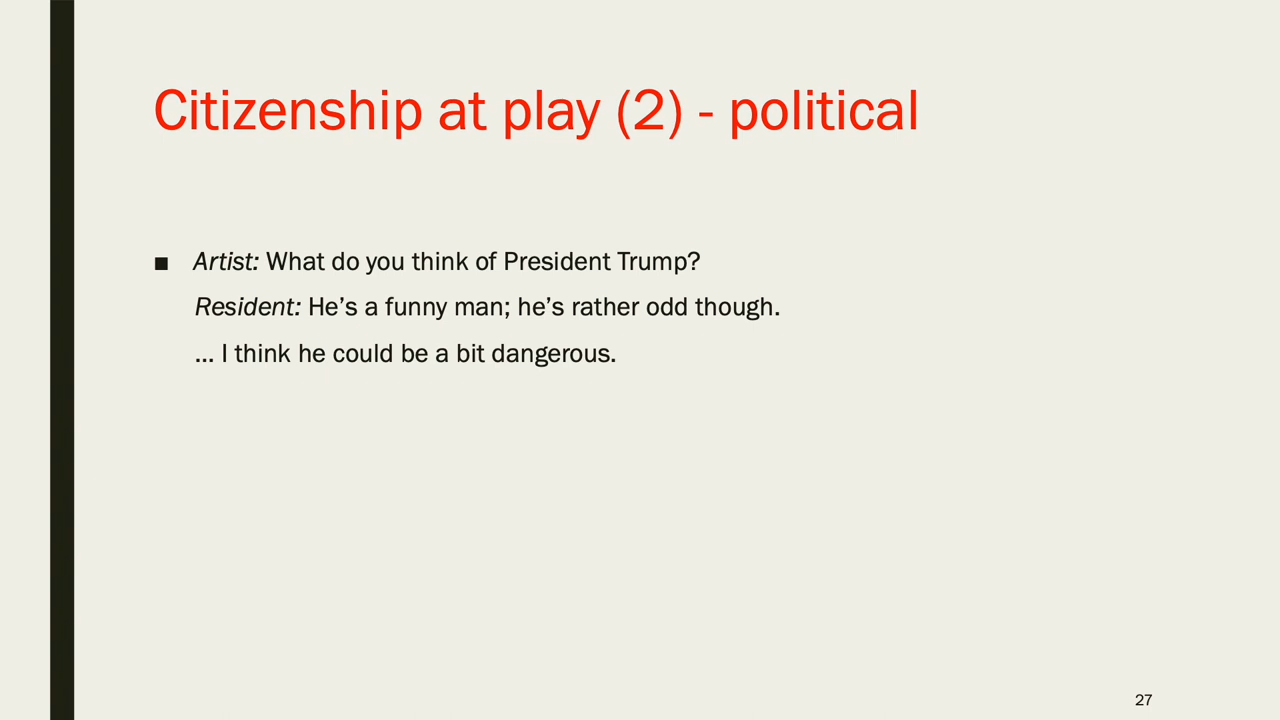 Citizenship at play (2) - political
■ Artist: What do you think of President Trump?
Resident: He’s a funny man; he’s rather odd though.
... I think he could be a bit dangerous.
27